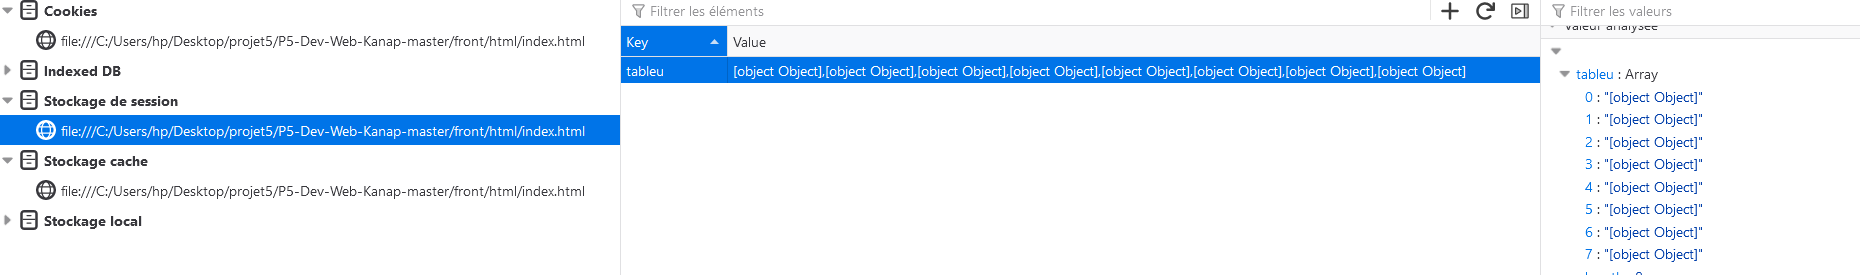 Cookies
file:///C:/Users/hp/Desktop/projet5/P5-Dev-Web-Kanap-master/front/html/index.html
Indexed DB
Stockage de session
file:///C:/Users/hp/Desktop/projet5/P5-Dev-Web-Kanap-master/front/html/index.html
Stockage cache
file:///C:/Users/hp/Desktop/projet5/P5-Dev-Web-Kanap-master/front/html/index.html
Stockage local
Filtrer les éléments
Key Value
tableu [object Object],[object Object],[object Object],[object Object],[object Object],[object Object],[object Object],[object Object]
Filtrer les valeurs
Valeur analysée
tableu : Array
0 : "[object Object]"
1 : "[object Object]"
2 : "[object Object]"
3 : "[object Object]"
4 : "[object Object]"
5 : "[object Object]"
6 : "[object Object]"
7 : "[object Object]"